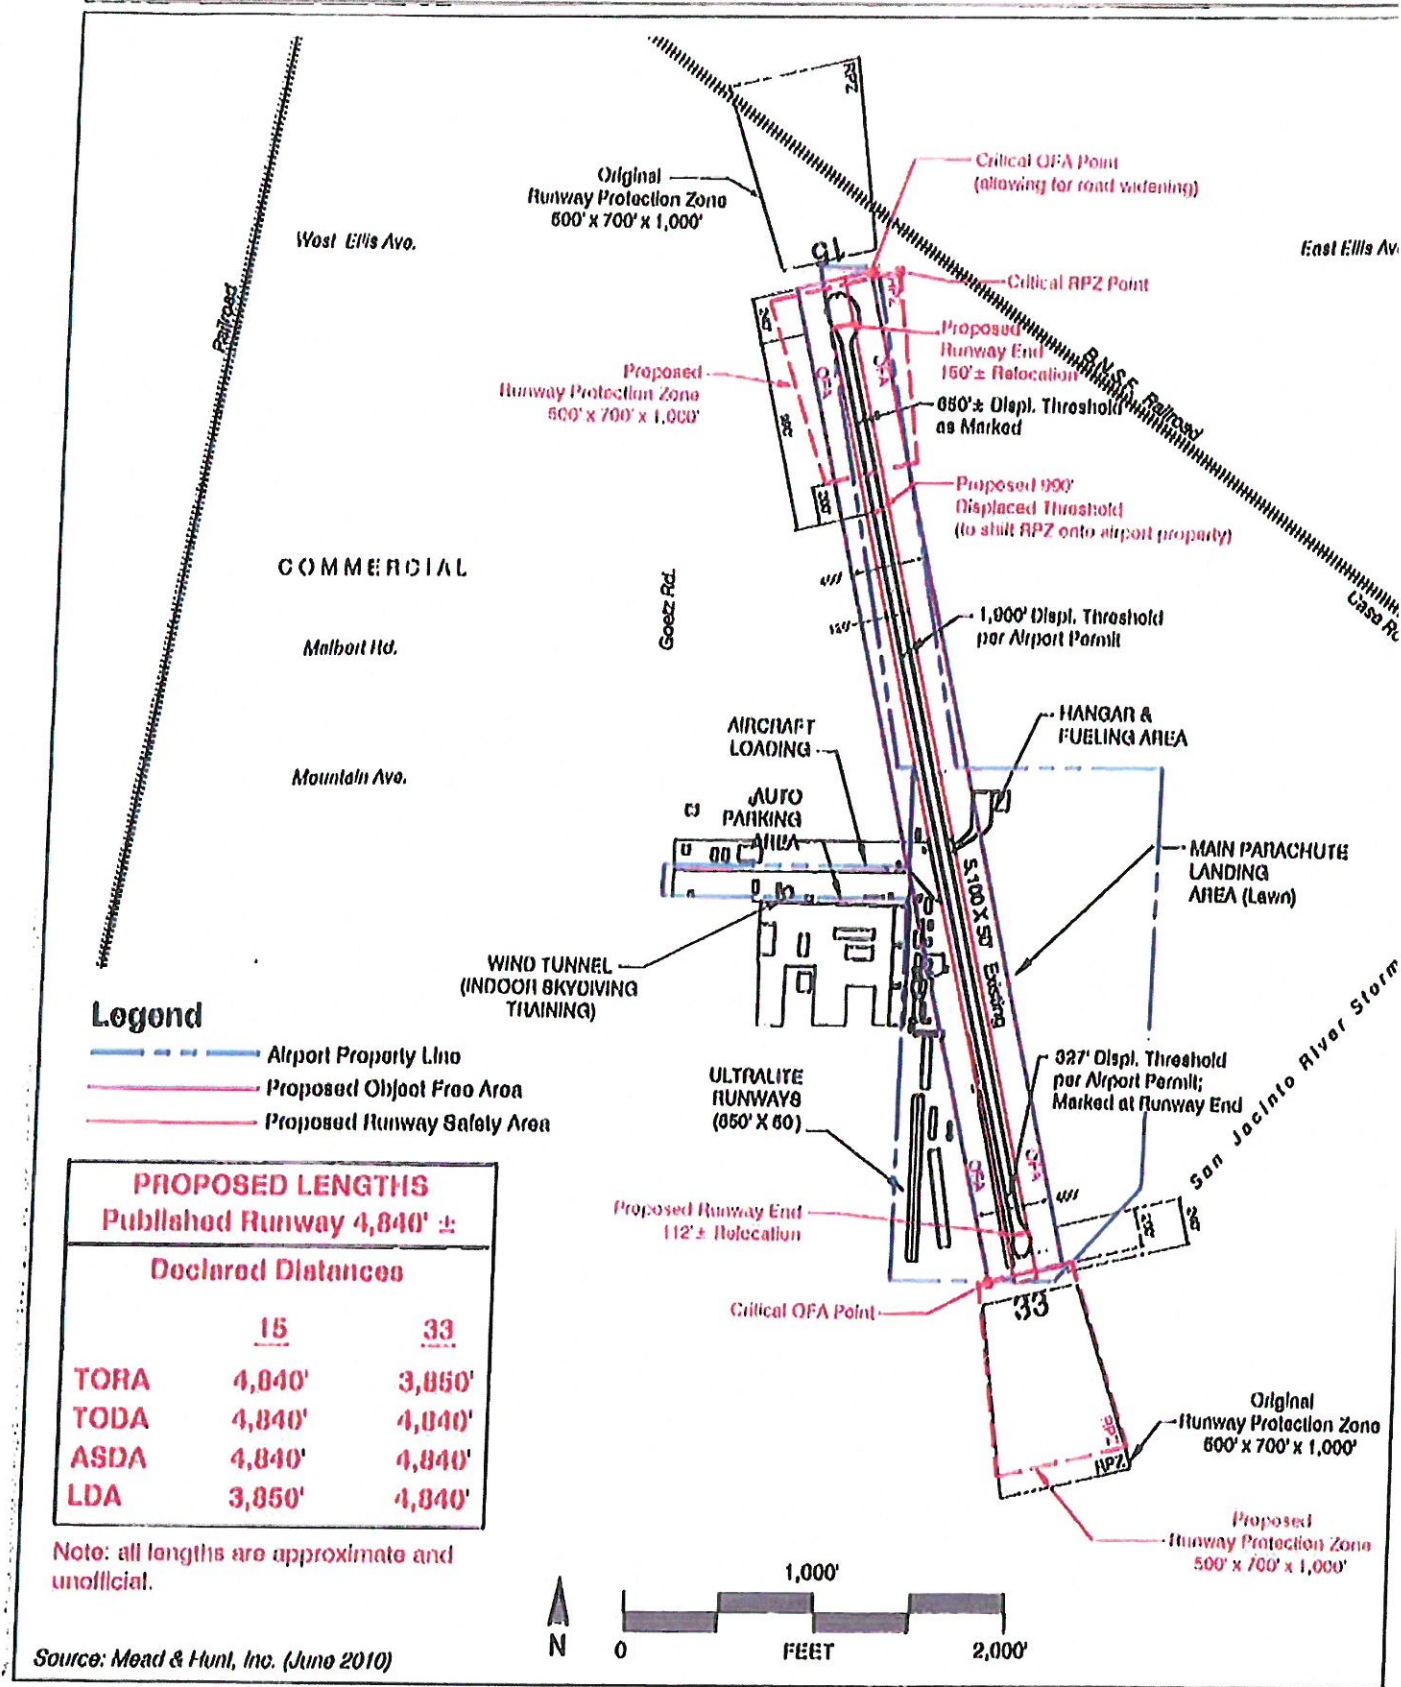 RPZ
Original
Runway Protection Zone
500' x 700' x 1,000'
Critical OFA Point
(allowing for road widening)
West Ellis Ave.
East Ellis Av
15
Critical RPZ Point
RPZ
Railroad
B.N.S.F. Railroad
Proposed
Runway End
150'± Relocation
OFA
OFA
Proposed
Runway Protection Zone
500' x 700' x 1,000'
650'± Displ. Threshold
as Marked
200'
Proposed 990'
Displaced Threshold
(to shift RPZ onto airport property)
COMMERCIAL
Goetz Rd.
Case R
Malbert Rd.
1,900' Displ. Threshold
per Airport Permit
Mountain Ave.
AIRCRAFT
LOADING
HANGAR &
FUELING AREA
AUTO
PARKING
AREA
MAIN PARACHUTE
LANDING
AREA (Lawn)
5,100 X 50' Existing
WIND TUNNEL
(INDOOR SKYDIVING
TRAINING)
San Jacinto River Storm
Legend
Airport Property Line
Proposed Object Free Area
Proposed Runway Safety Area
ULTRALITE
RUNWAYS
(650' X 60)
327' Displ. Threshold
per Airport Permit;
Marked at Runway End
OFA
OFA
PROPOSED LENGTHS
Published Runway 4,840' ±
Declared Distances
15 33
TORA 4,840' 3,850'
TODA 4,840' 4,840'
ASDA 4,840' 4,840'
LDA 3,850' 4,840'
Proposed Runway End
112'± Relocation
Critical OFA Point
33
Original
Runway Protection Zone
500' x 700' x 1,000'
RPZ
RPZ
Proposed
Runway Protection Zone
500' x 700' x 1,000'
Note: all lengths are approximate and
unofficial.
1,000'
N
0 FEET 2,000'
Source: Mead & Hunt, Inc. (June 2010)